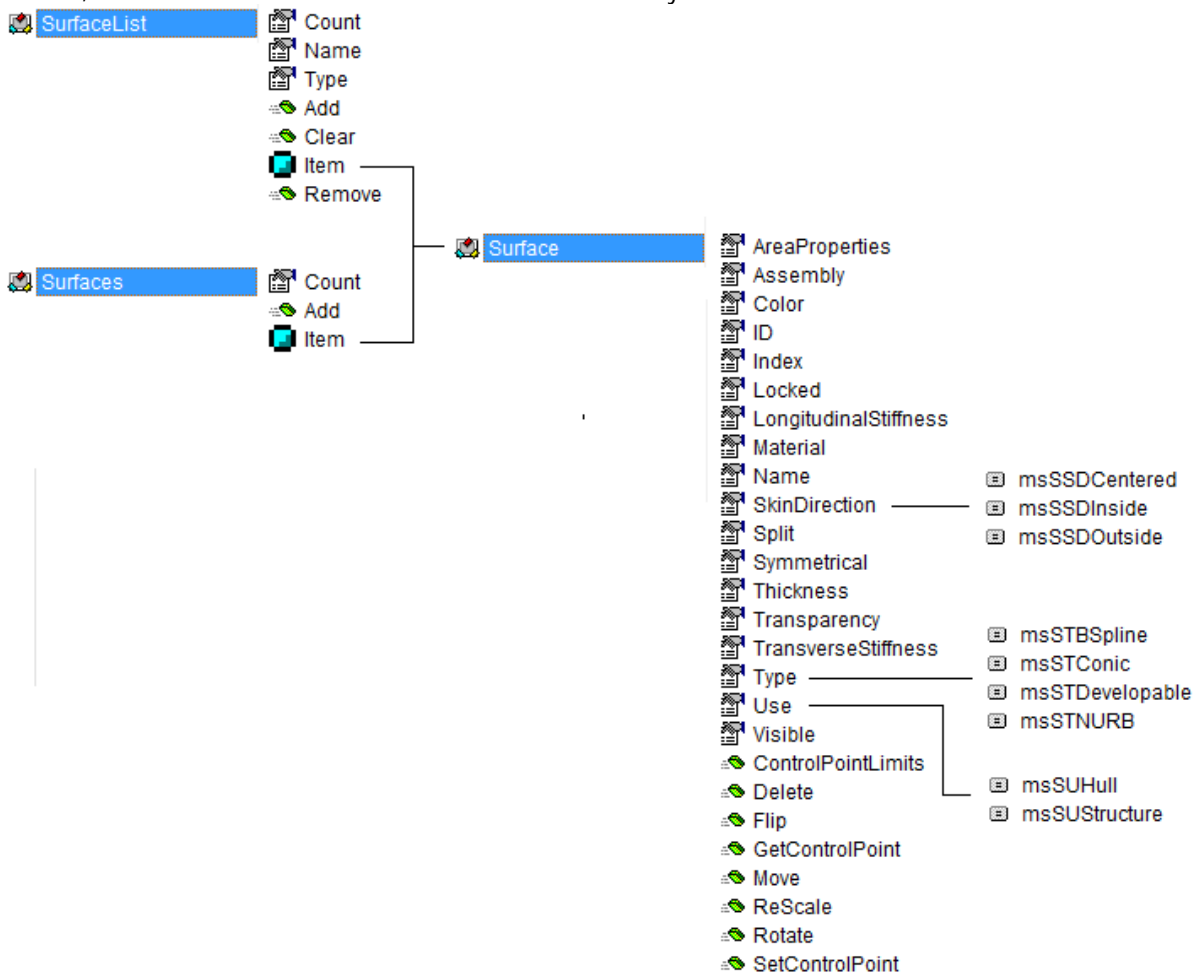 SurfaceList
Count
Name
Type
Add
Clear
Item
Remove
Surfaces
Count
Add
Item
Surface
AreaProperties
Assembly
Color
ID
Index
Locked
LongitudinalStiffness
Material
Name
SkinDirection
Split
Symmetrical
Thickness
Transparency
TransverseStiffness
Type
Use
Visible
ControlPointLimits
Delete
Flip
GetControlPoint
Move
ReScale
Rotate
SetControlPoint
msSSDCentered
msSSDInside
msSSDOutside
msSTBSpline
msSTConic
msSTDevelopable
msSTNURB
msSUHull
msSUStructure